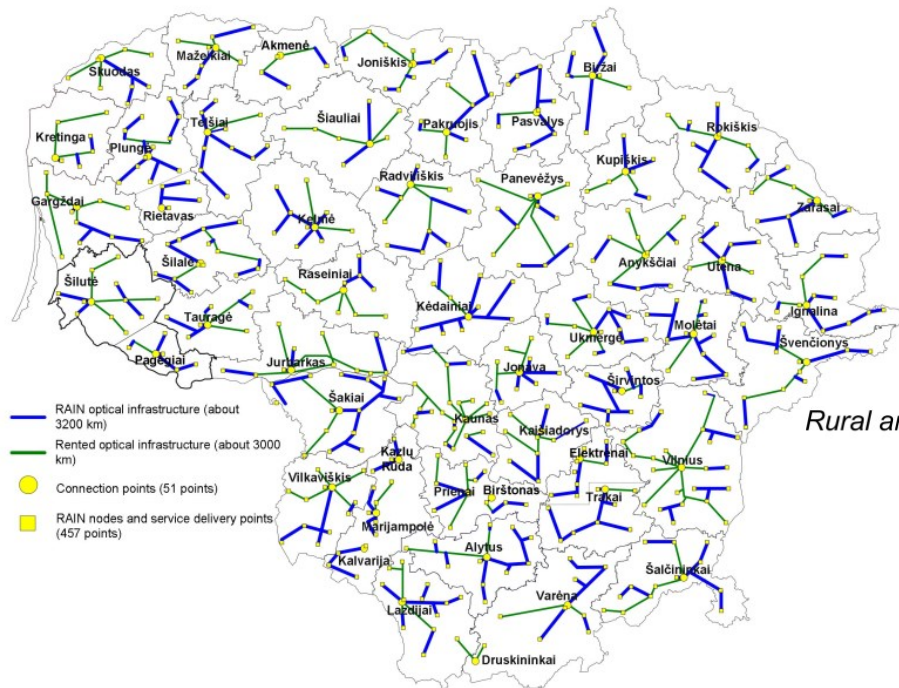 Skuodas
Mažeikiai
Akmenė
Joniškis
Biržai
Kretinga
Plungė
Telšiai
Šiauliai
Pakruojis
Pasvalys
Rokiškis
Kupiškis
Gargždai
Rietavas
Kelmė
Radviliškis
Panevėžys
Zarasai
Šilutė
Šilalė
Raseiniai
Anykščiai
Utena
Tauragė
Kėdainiai
Ignalina
Pagėgiai
Jurbarkas
Ukmergė
Molėtai
Švenčionys
Šakiai
Jonava
Širvintos
RAIN optical infrastructure (about
3200 km)
Rural ar
Rented optical infrastructure (about 3000
km)
Kaunas
Kaišiadorys
Elektrėnai
Vilnius
Connection points (51 points)
Kazlų
Rūda
Vilkaviškis
Prienai
Birštonas
Trakai
RAIN nodes and service delivery points
(457 points)
Marijampolė
Kalvarija
Alytus
Šalčininkai
Lazdijai
Varėna
Druskininkai